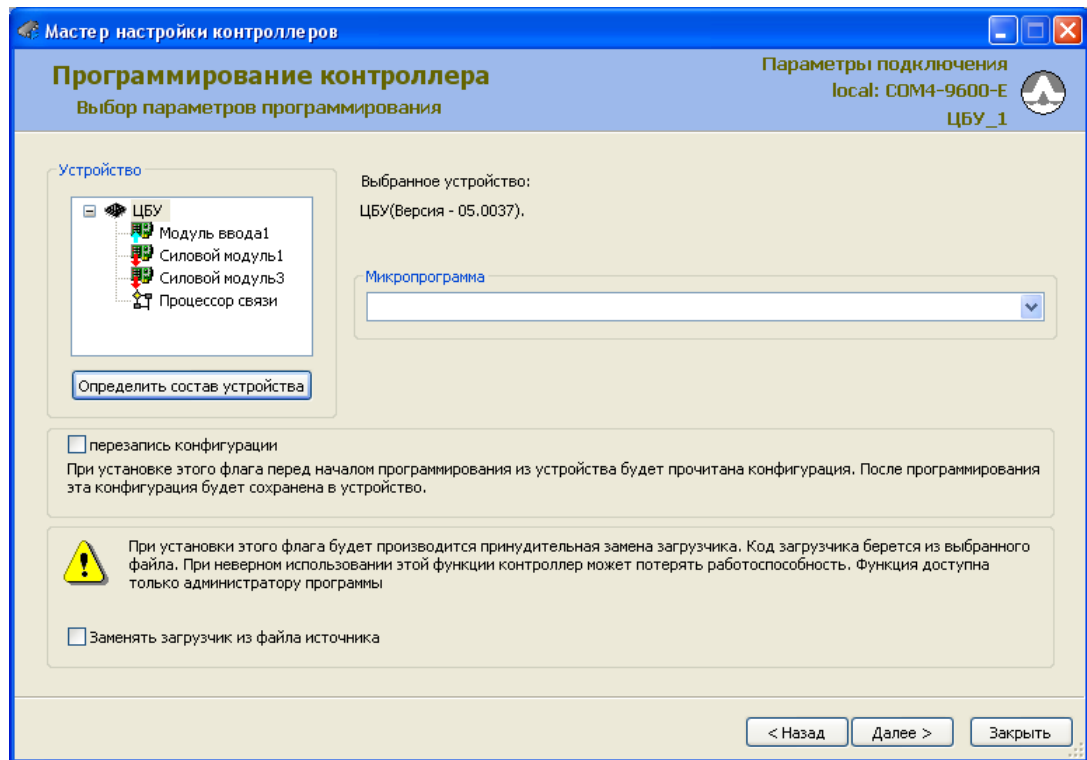 Мастер настройки контроллеров
Программирование контроллера
Выбор параметров программирования
Параметры подключения
local: COM4-9600-E
ЦБУ_1
Устройство
ЦБУ
Модуль ввода1
Силовой модуль1
Силовой модуль3
Процессор связи
Определить состав устройства
Выбранное устройство:
ЦБУ(Версия - 05.0037).
Микропрограмма
перезапись конфигурации
При установке этого флага перед началом программирования из устройства будет прочитана конфигурация. После программирования
эта конфигурация будет сохранена в устройство.
При установки этого флага будет производится принудительная замена загрузчика. Код загрузчика берется из выбранного
файла. При неверном использовании этой функции контроллер может потерять работоспособность. Функция доступна
только администратору программы
Заменять загрузчик из файла источника
< Назад
Далее >
Закрыть